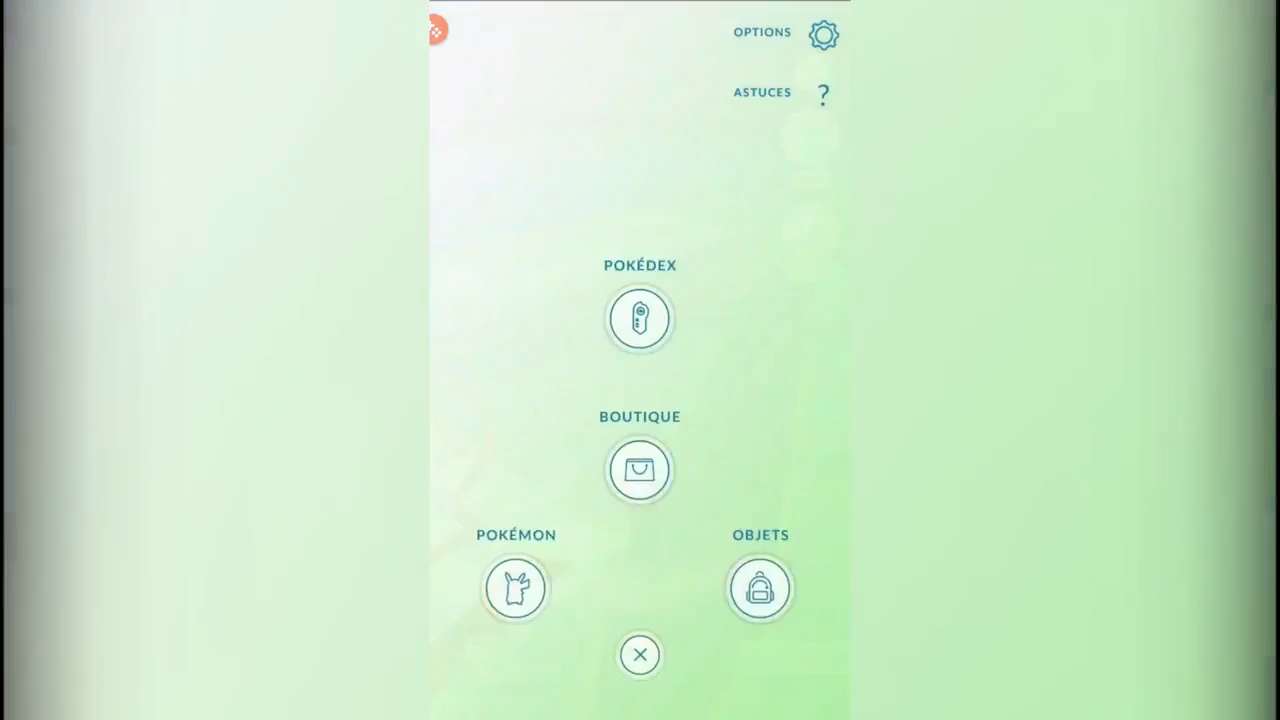 OPTIONS
ASTUCES
?
POKÉDEX
BOUTIQUE
POKÉMON
OBJETS